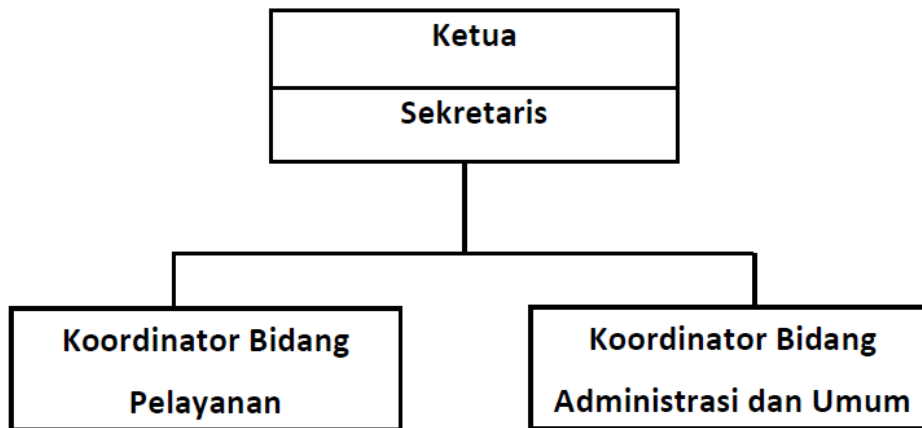 Ketua
Sekretaris
Koordinator Bidang
Pelayanan
Koordinator Bidang
Administrasi dan Umum